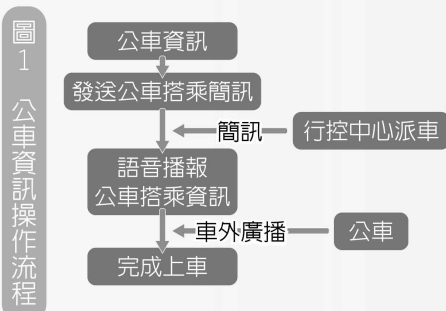 圖1 公車資訊操作流程
公車資訊
發送公車搭乘簡訊
簡訊
行控中心派車
語音播報
公車搭乘資訊
車外廣播
公車
完成上車